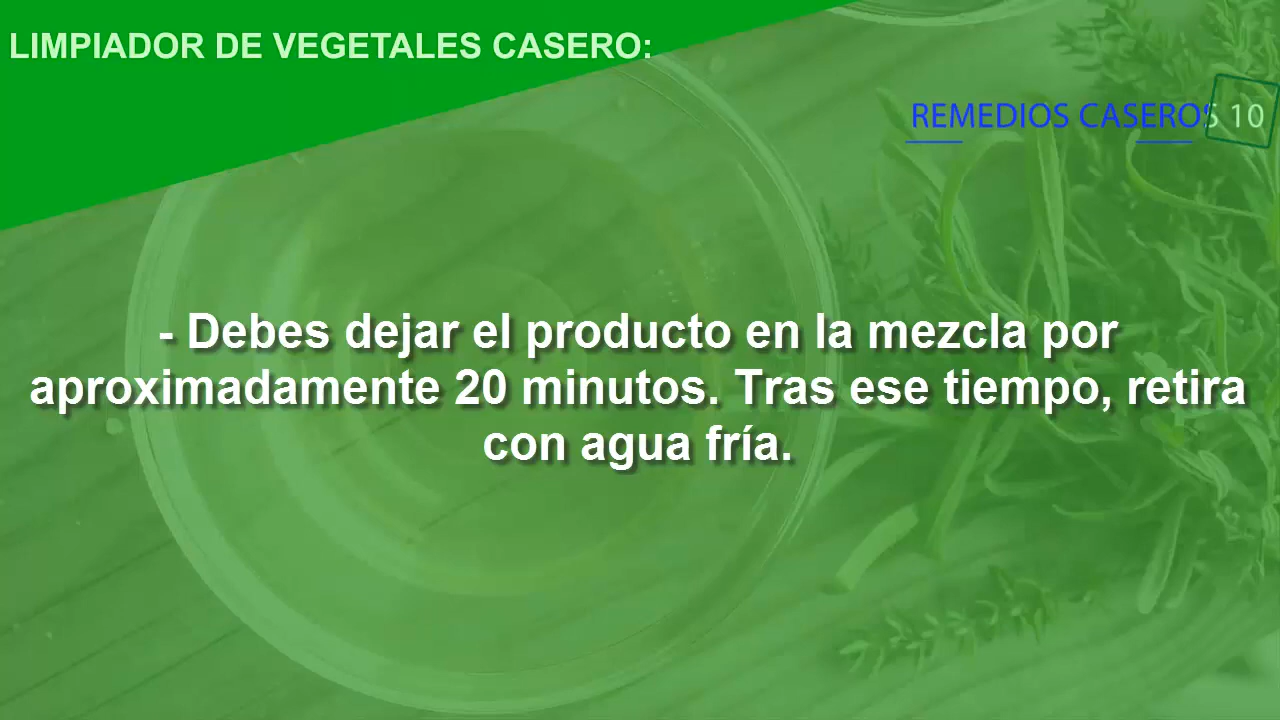 LIMPIADOR DE VEGETALES CASERO:
REMEDIOS CASEROS 10
- Debes dejar el producto en la mezcla por
aproximadamente 20 minutos. Tras ese tiempo, retira
con agua fría.